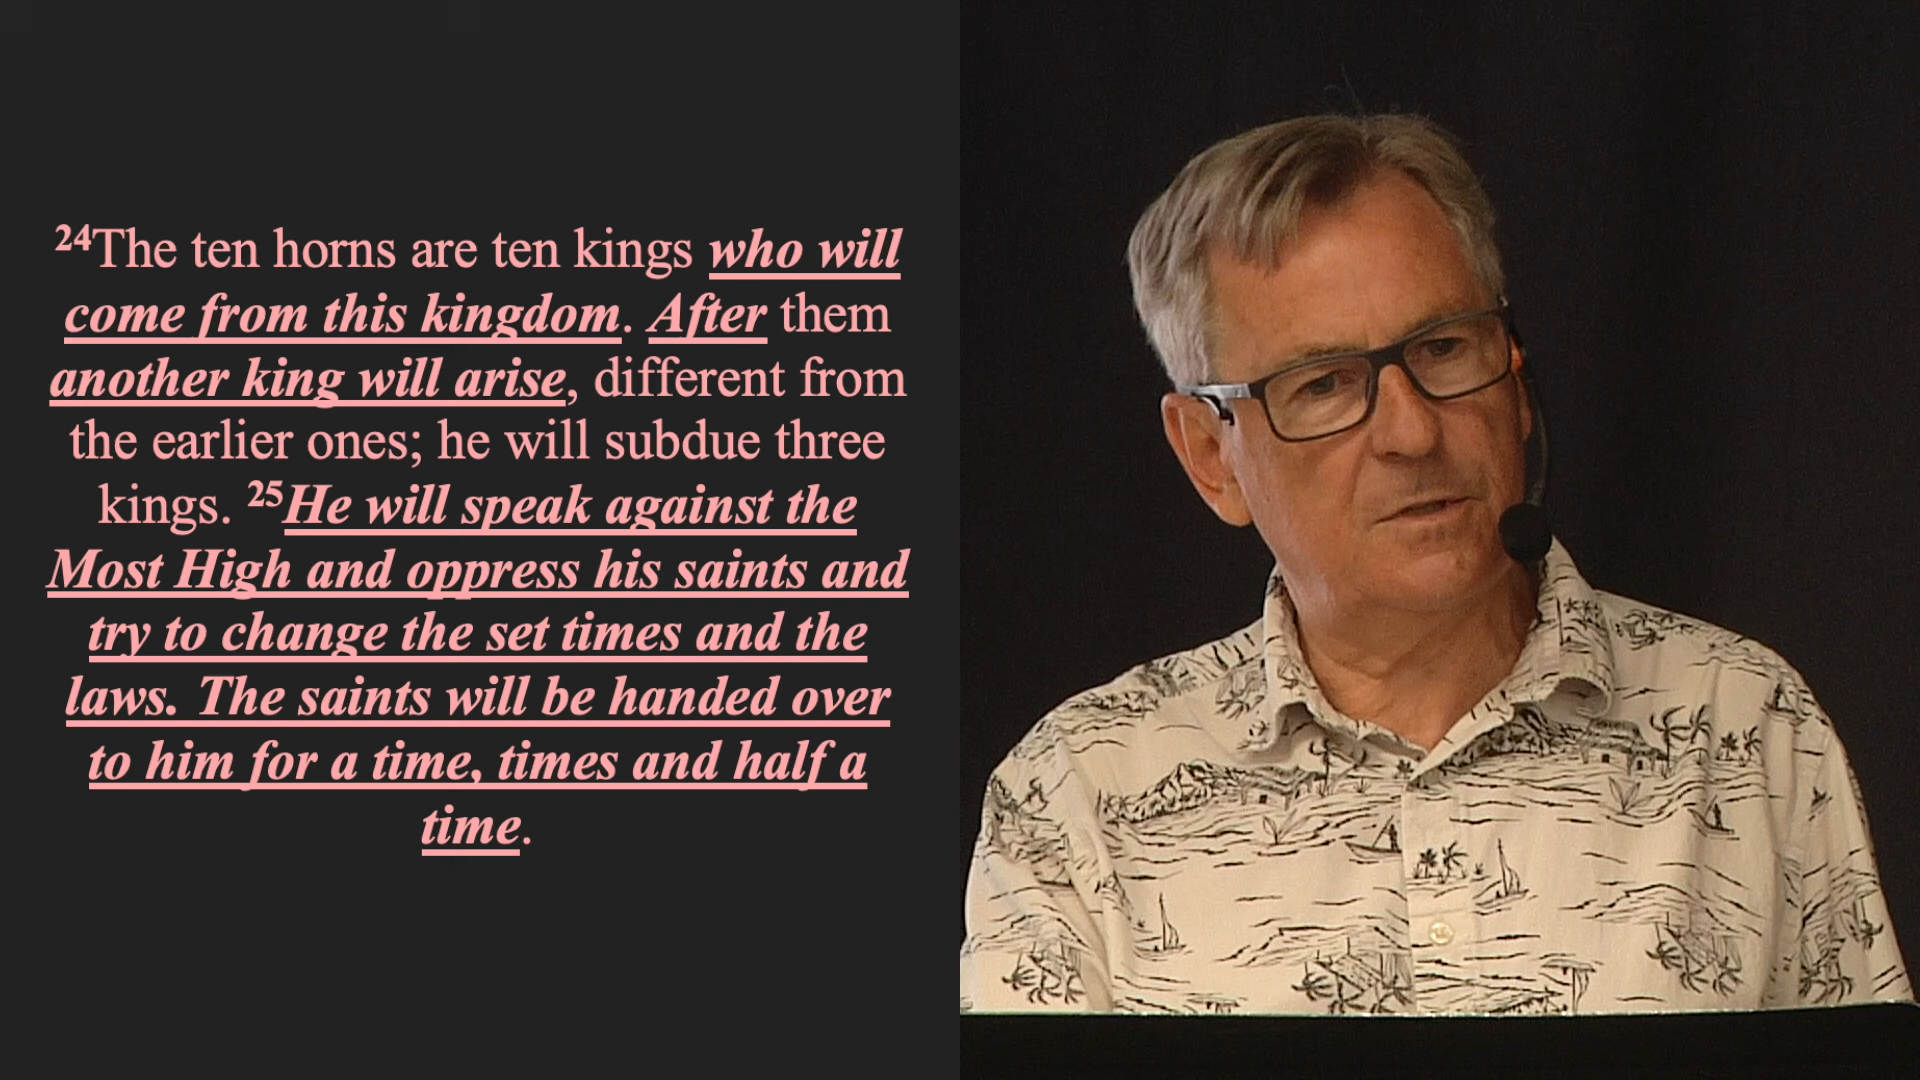 24The ten horns are ten kings who will
come from this kingdom. After them
another king will arise, different from
the earlier ones; he will subdue three
kings. 25He will speak against the
Most High and oppress his saints and
try to change the set times and the
laws. The saints will be handed over
to him for a time, times and half a
time.